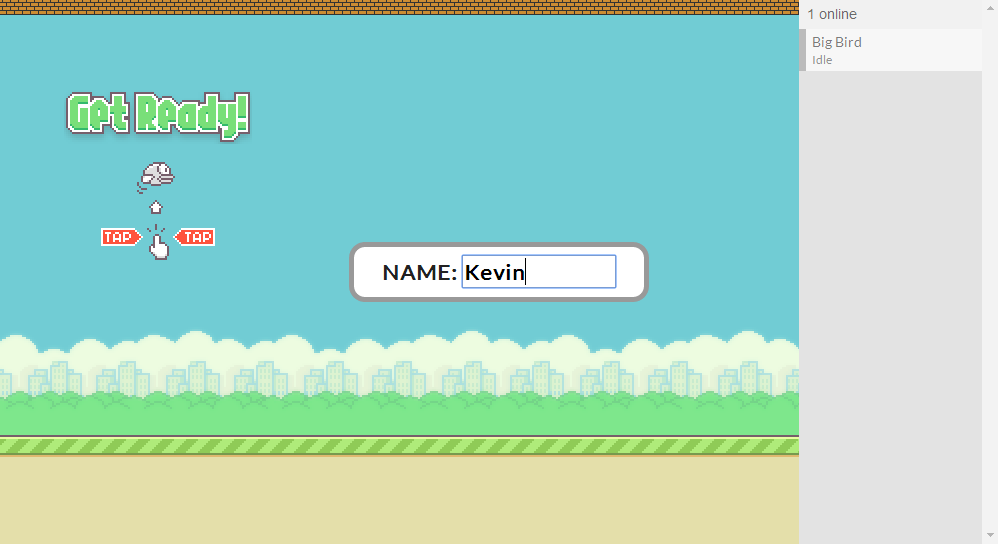 1 online
Big Bird
Idle
Get Ready!
TAP TAP
NAME: Kevin